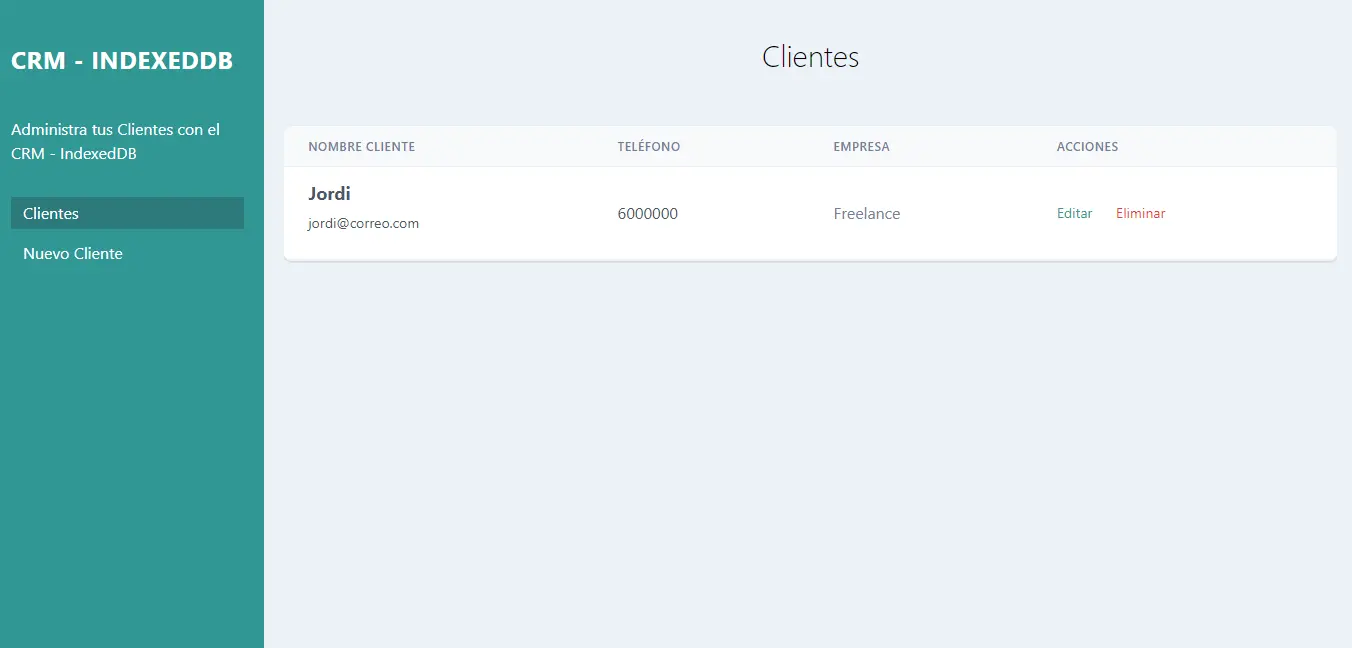 CRM - INDEXEDDB
Administra tus Clientes con el
CRM - IndexedDB
Clientes
Nuevo Cliente
Clientes
NOMBRE CLIENTE TELÉFONO EMPRESA ACCIONES
Jordi
jordi@correo.com
6000000 Freelance Editar Eliminar